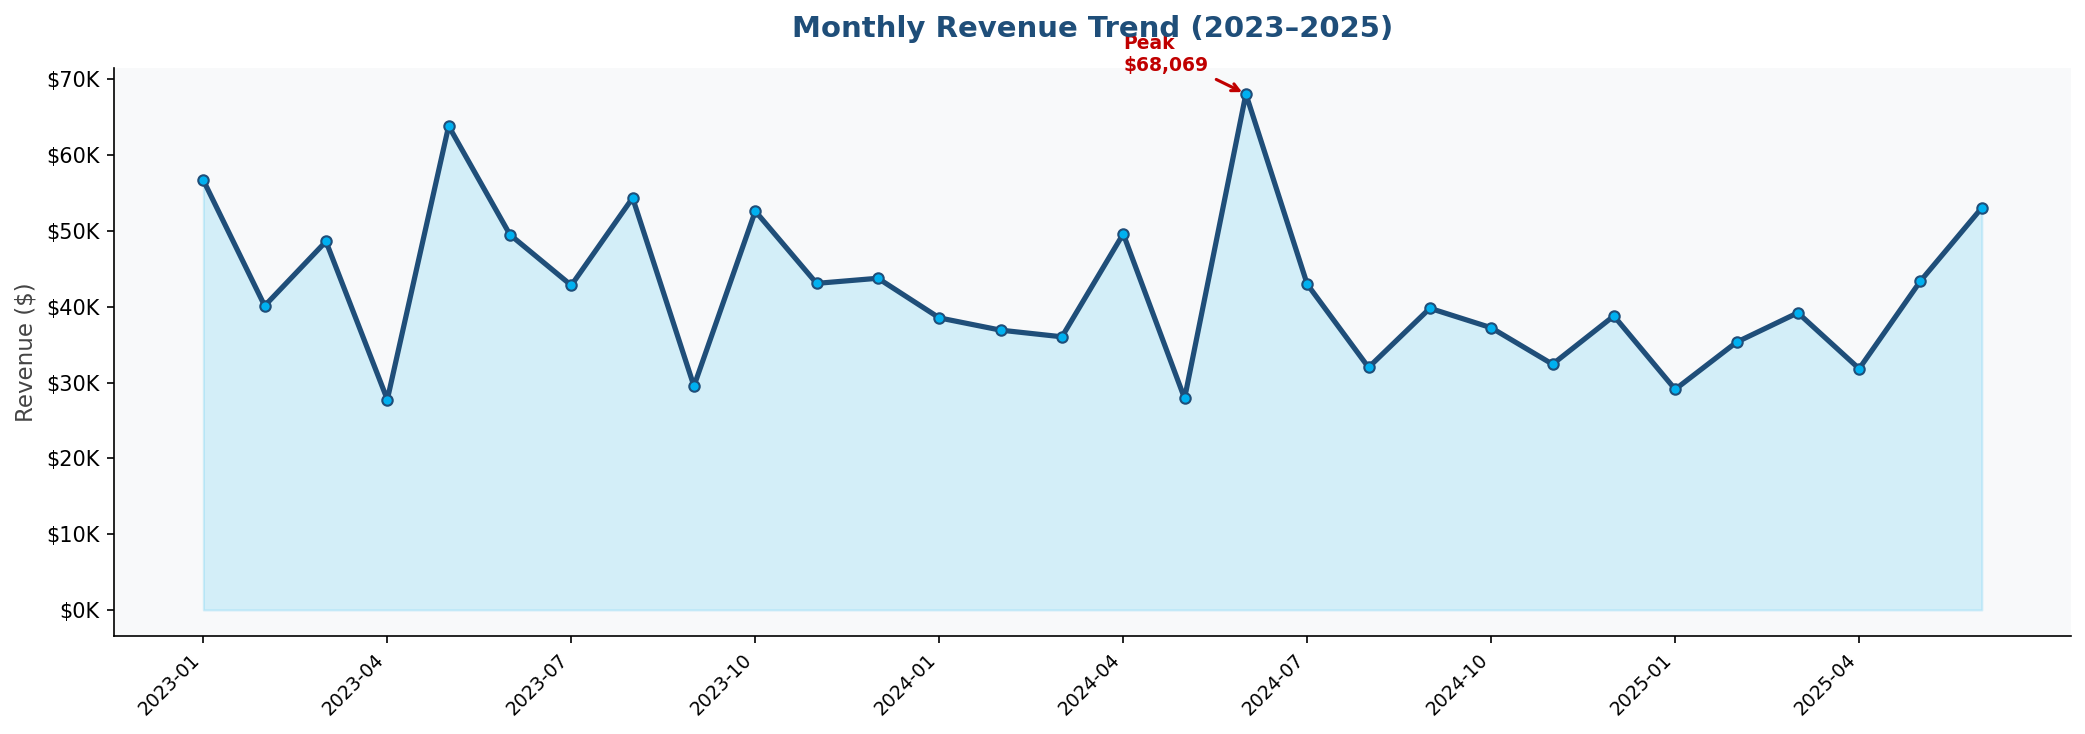 Monthly Revenue Trend (2023–2025)
Peak
$68,069
$70K
$60K
$50K
$40K
$30K
$20K
$10K
$0K
Revenue ($)
2023-01
2023-04
2023-07
2023-10
2024-01
2024-04
2024-07
2024-10
2025-01
2025-04